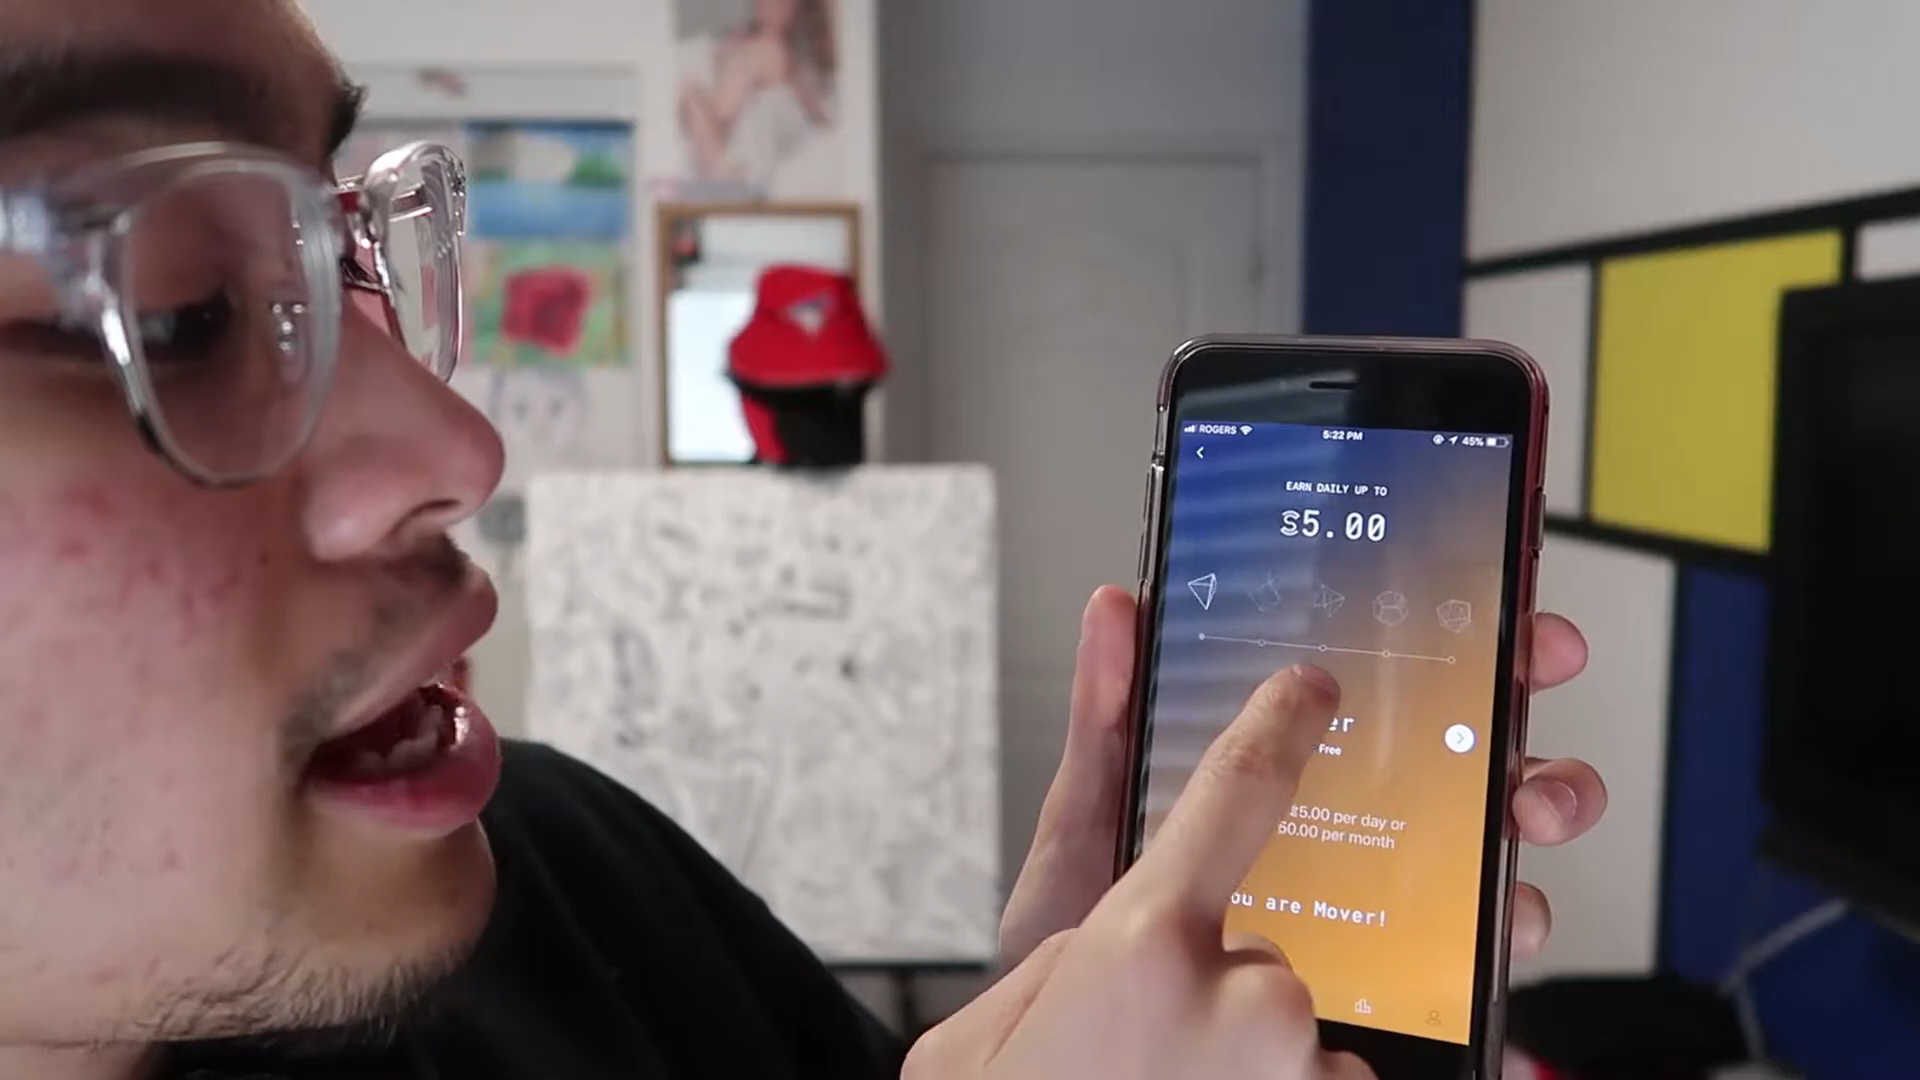 ROGERS 5:22 PM 45%
EARN DAILY UP TO
5.00
Free
5.00 per day or
60.00 per month
ou are Mover!